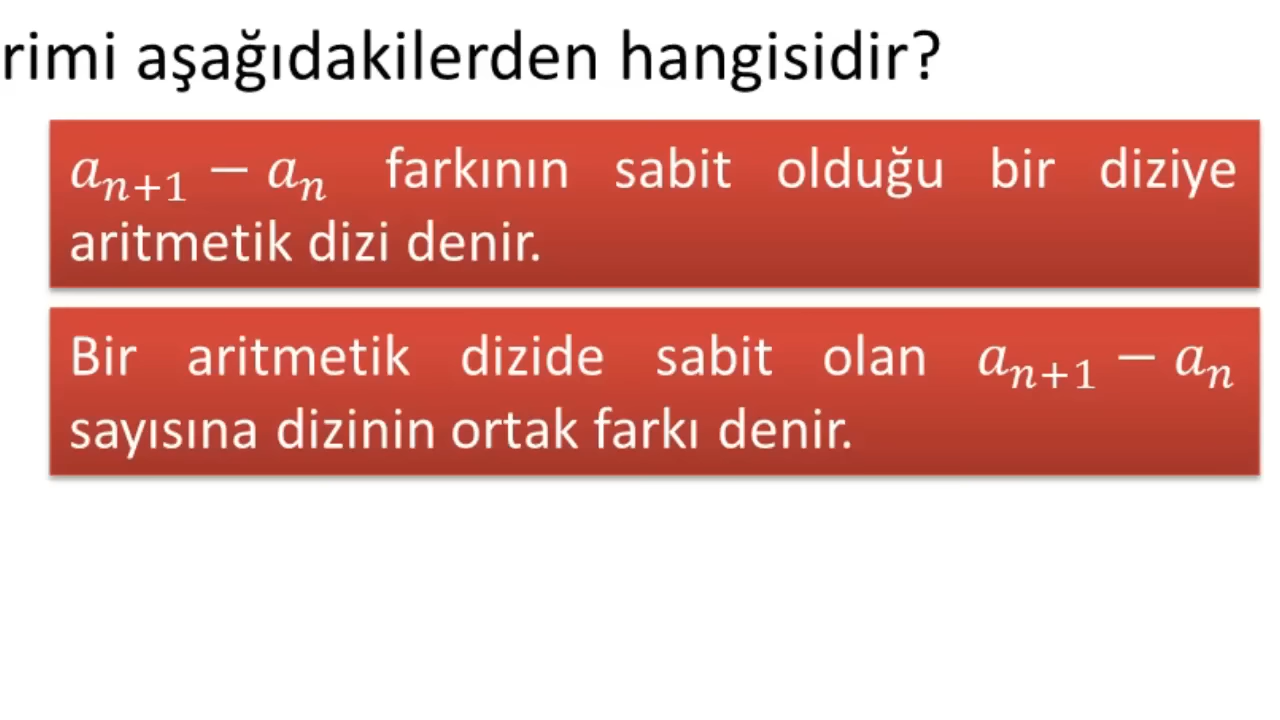 rimi aşağıdakilerden hangisidir?
aₙ₊₁ − aₙ farkının sabit olduğu bir diziye
aritmetik dizi denir.
Bir aritmetik dizide sabit olan aₙ₊₁ − aₙ
sayısına dizinin ortak farkı denir.